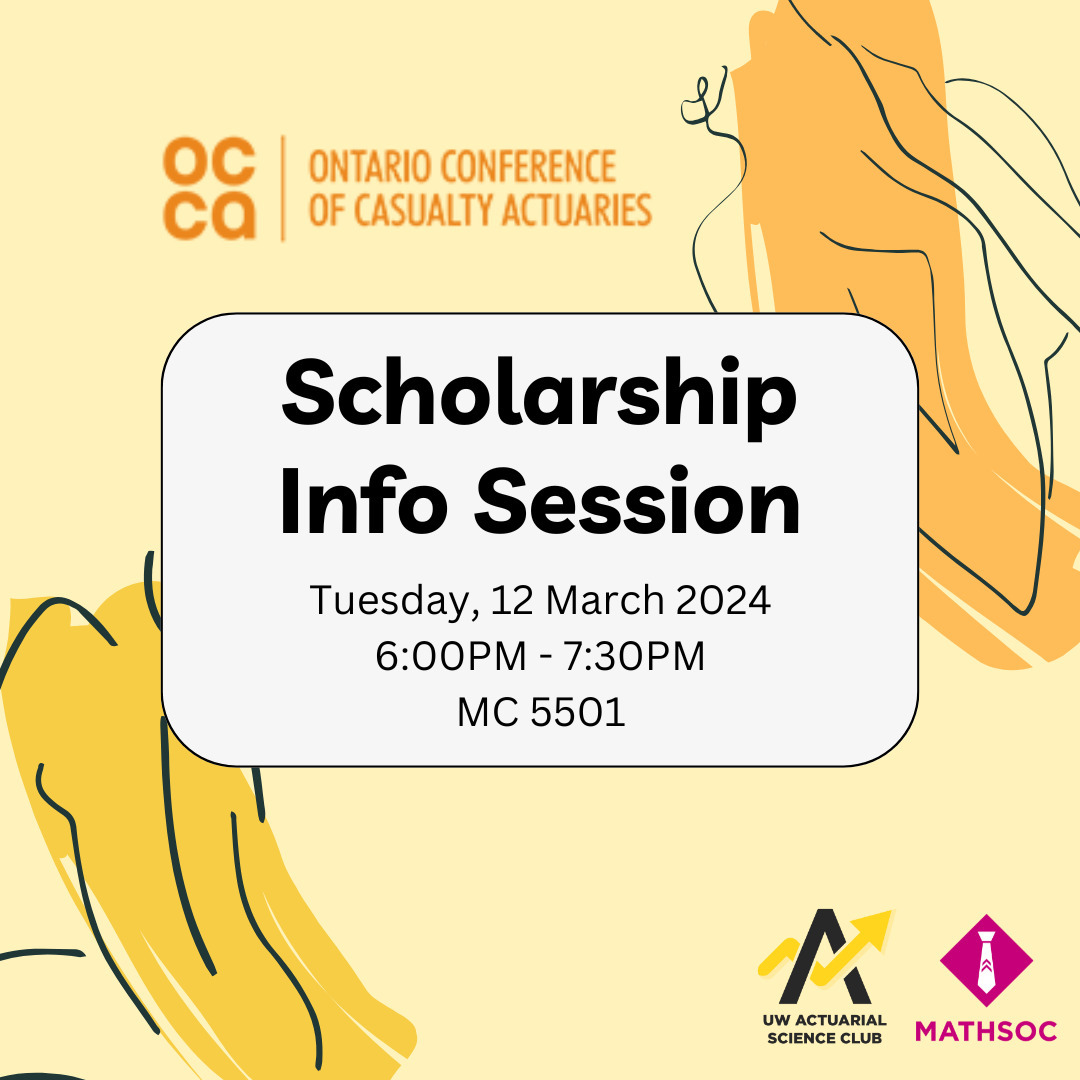 oc
ca
ONTARIO CONFERENCE
OF CASUALTY ACTUARIES
Scholarship
Info Session
Tuesday, 12 March 2024
6:00PM - 7:30PM
MC 5501
UW ACTUARIAL
SCIENCE CLUB
MATHSOC